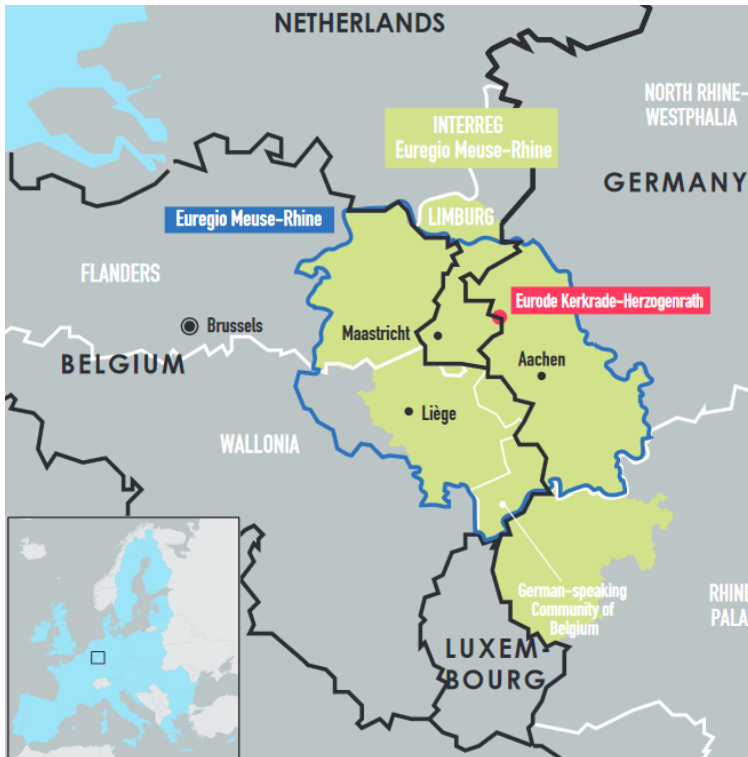 NETHERLANDS
NORTH RHINE-
WESTPHALIA
INTERREG
Euregio Meuse-Rhine
GERMANY
Euregio Meuse-Rhine
LIMBURG
FLANDERS
Eurode Kerkrade-Herzogenrath
Brussels
Maastricht
BELGIUM
Aachen
Liège
WALLONIA
German-speaking
Community of
Belgium
RHINE
PALA
LUXEM-
BOURG